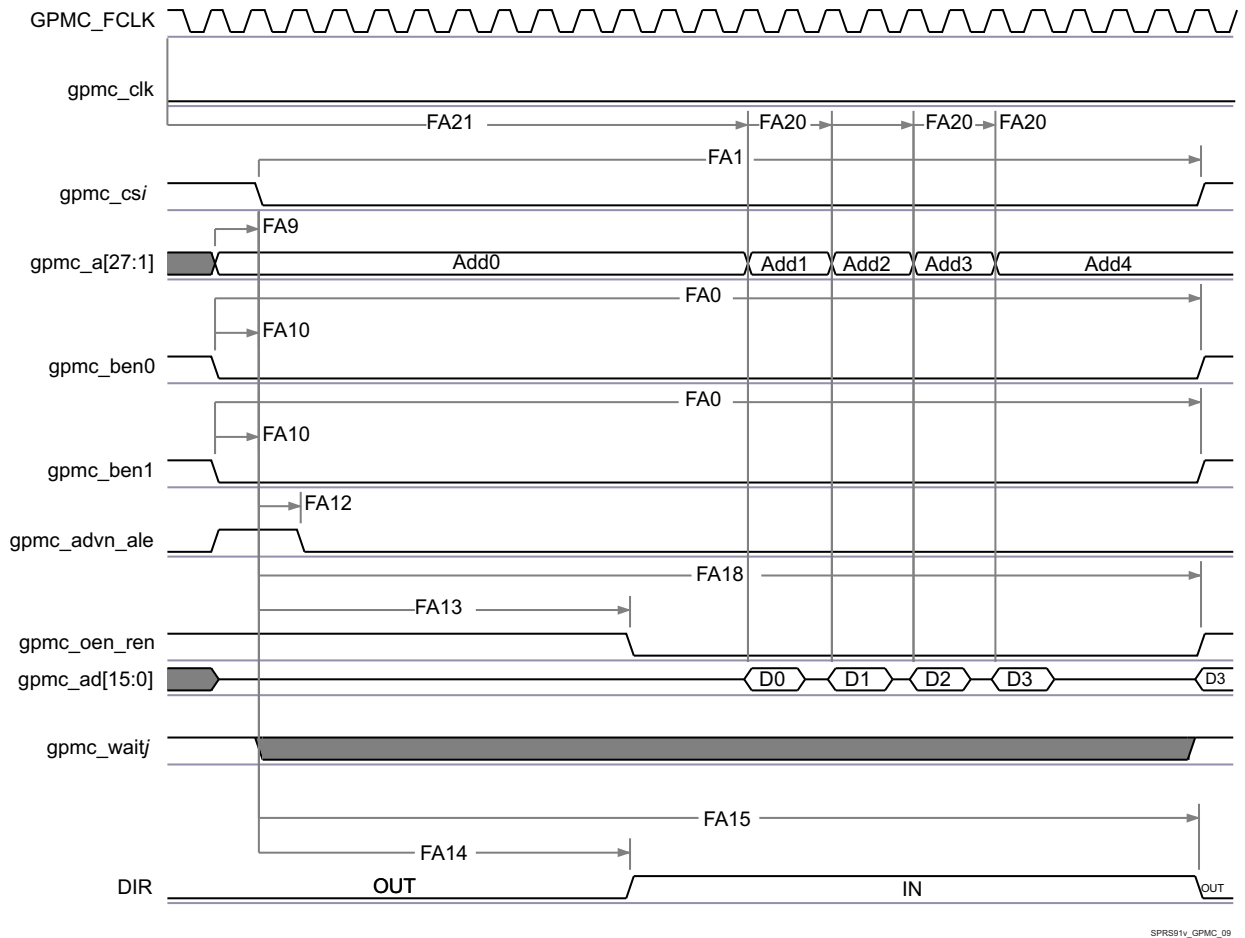 GPMC_FCLK
gpmc_clk
FA21 FA20 FA20 FA20
FA1
gpmc_csi
FA9
gpmc_a[27:1] Add0 Add1 Add2 Add3 Add4
FA0
FA10
gpmc_ben0
FA0
FA10
gpmc_ben1
FA12
gpmc_advn_ale
FA18
FA13
gpmc_oen_ren
gpmc_ad[15:0] D0 D1 D2 D3 D3
gpmc_waitj
FA15
FA14
DIR OUT IN OUT
SPRS91v_GPMC_09